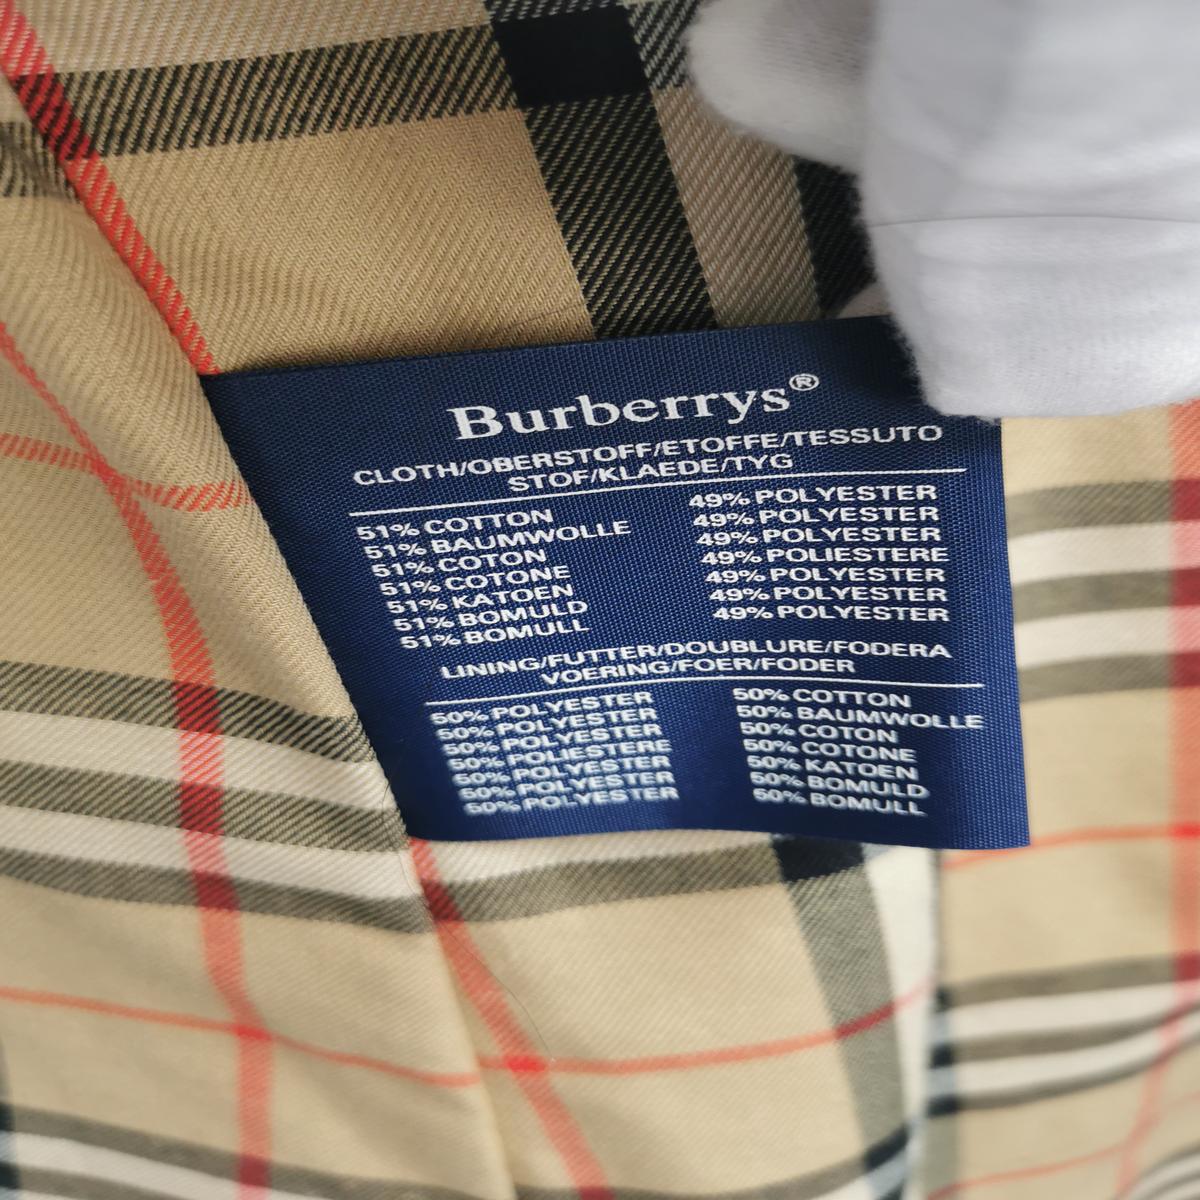 Burberrys®
CLOTH/OBERSTOFF/ETOFFE/TESSUTO
STOF/KLAEDE/TYG
51% COTTON 49% POLYESTER
51% BAUMWOLLE 49% POLYESTER
51% COTON 49% POLYESTER
51% COTONE 49% POLIESTERE
51% KATOEN 49% POLYESTER
51% BOMULD 49% POLYESTER
51% BOMULL 49% POLYESTER
LINING/FUTTER/DOUBLURE/FODERA
VOERING/FOER/FODER
50% POLYESTER 50% COTTON
50% POLYESTER 50% BAUMWOLLE
50% POLYESTER 50% COTON
50% POLIESTERE 50% COTONE
50% POLYESTER 50% KATOEN
50% POLYESTER 50% BOMULD
50% POLYESTER 50% BOMULL